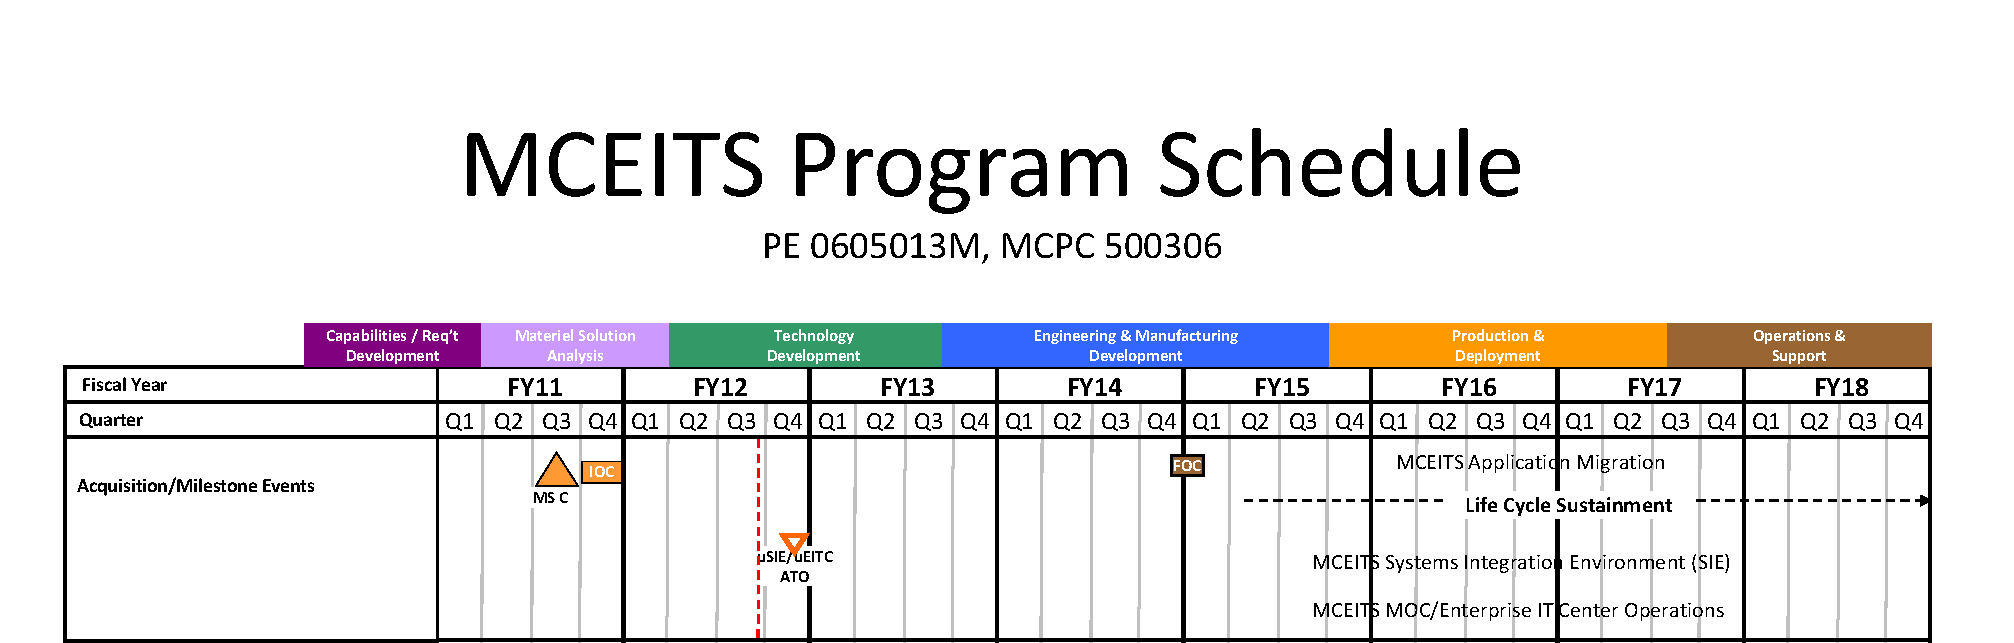 MCEITS Program Schedule
PE 0605013M, MCPC 500306
Capabilities / Req't Development
Materiel Solution Analysis
Technology Development
Engineering & Manufacturing Development
Production & Deployment
Operations & Support
Fiscal Year FY11 FY12 FY13 FY14 FY15 FY16 FY17 FY18
Quarter Q1 Q2 Q3 Q4 Q1 Q2 Q3 Q4 Q1 Q2 Q3 Q4 Q1 Q2 Q3 Q4 Q1 Q2 Q3 Q4 Q1 Q2 Q3 Q4 Q1 Q2 Q3 Q4 Q1 Q2 Q3 Q4
Acquisition/Milestone Events
MS C
IOC
uSIE/uEITC
ATO
FOC
MCEITS Application Migration
Life Cycle Sustainment
MCEITS Systems Integration Environment (SIE)
MCEITS MOC/Enterprise IT Center Operations